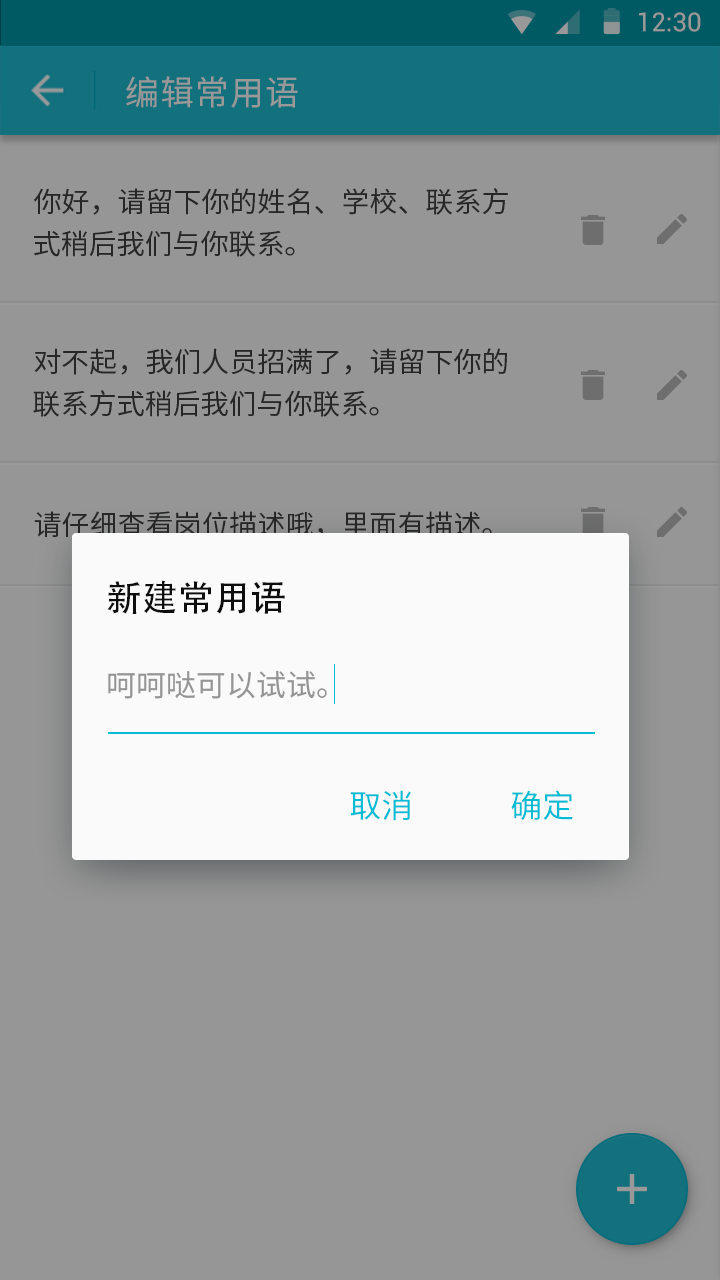 12:30
编辑常用语
你好，请留下你的姓名、学校、联系方
式稍后我们与你联系。
对不起，我们人员招满了，请留下你的
联系方式稍后我们与你联系。
请仔细查看岗位描述哦，里面有描述。
新建常用语
呵呵哒可以试试。
取消
确定